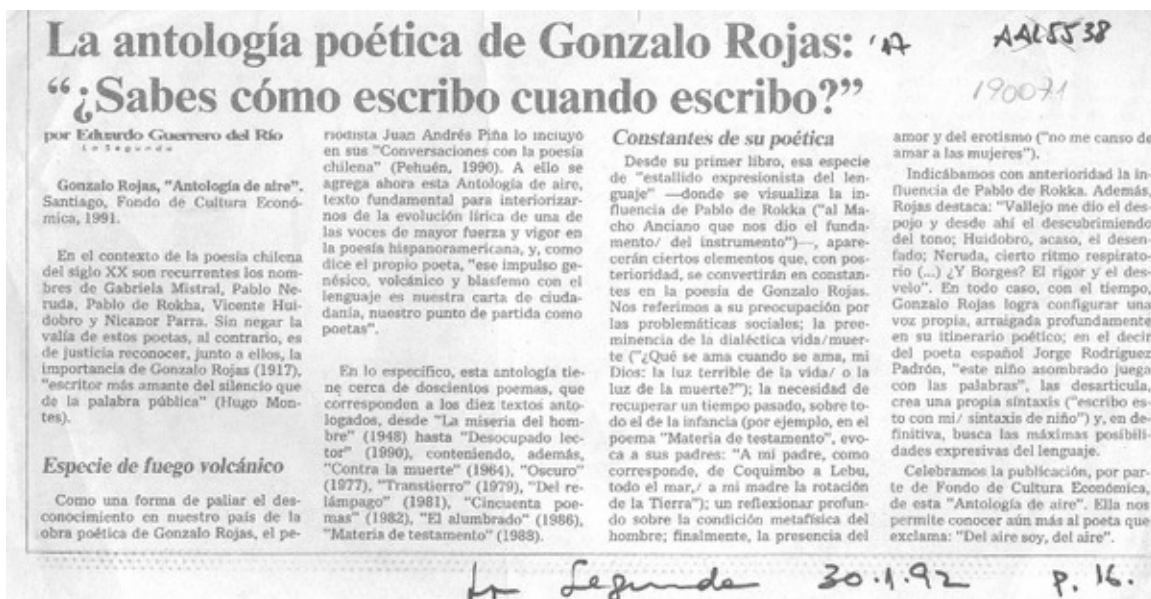 La antología poética de Gonzalo Rojas: 'A
“¿Sabes cómo escribo cuando escribo?”
AAL5538
190071
por Eduardo Guerrero del Río
La Segunda
Gonzalo Rojas, "Antología de aire".
Santiago, Fondo de Cultura Econó-
mica, 1991.
En el contexto de la poesía chilena
del siglo XX son recurrentes los nom-
bres de Gabriela Mistral, Pablo Ne-
ruda, Pablo de Rokha, Vicente Hui-
dobro y Nicanor Parra. Sin negar la
valía de estos poetas, al contrario, es
de justicia reconocer, junto a ellos, la
importancia de Gonzalo Rojas (1917),
"escritor más amante del silencio que
de la palabra pública" (Hugo Mon-
tes).
Especie de fuego volcánico
Como una forma de paliar el des-
conocimiento en nuestro país de la
obra poética de Gonzalo Rojas, el pe-
riodista Juan Andrés Piña lo incluyó
en sus "Conversaciones con la poesía
chilena" (Pehuén, 1990). A ello se
agrega ahora esta Antología de aire,
texto fundamental para interiorizar-
nos de la evolución lírica de una de
las voces de mayor fuerza y vigor en
la poesía hispanoamericana, y, como
dice el propio poeta, "ese impulso ge-
nésico, volcánico y blasfemo con el
lenguaje es nuestra carta de ciuda-
danía, nuestro punto de partida como
poetas".
En lo específico, esta antología tie-
ne cerca de doscientos poemas, que
corresponden a los diez textos anto-
logados, desde "La miseria del hom-
bre" (1948) hasta "Desocupado lec-
tor" (1990), conteniendo, además,
"Contra la muerte" (1964), "Oscuro"
(1977), "Transtierro" (1979), "Del re-
lámpago" (1981), "Cincuenta poe-
mas" (1982), "El alumbrado" (1986),
"Materia de testamento" (1988).
Constantes de su poética
Desde su primer libro, esa especie
de "estallido expresionista del len-
guaje" —donde se visualiza la in-
fluencia de Pablo de Rokka ("al Ma-
cho Anciano que nos dio el funda-
mento/ del instrumento")—, apare-
cerán ciertos elementos que, con pos-
terioridad, se convertirán en constan-
tes en la poesía de Gonzalo Rojas.
Nos referimos a su preocupación por
las problemáticas sociales; la pree-
minencia de la dialéctica vida/muer-
te ("¿Qué se ama cuando se ama, mi
Dios: la luz terrible de la vida/ o la
luz de la muerte?"); la necesidad de
recuperar un tiempo pasado, sobre to-
do el de la infancia (por ejemplo, en el
poema "Materia de testamento", evo-
ca a sus padres: "A mi padre, como
corresponde, de Coquimbo a Lebu,
todo el mar,/ a mi madre la rotación
de la Tierra"); un reflexionar profun-
do sobre la condición metafísica del
hombre; finalmente, la presencia del
amor y del erotismo ("no me canso de
amar a las mujeres").
Indicábamos con anterioridad la in-
fluencia de Pablo de Rokka. Además,
Rojas destaca: "Vallejo me dio el des-
pojo y desde ahí el descubrimiendo
del tono; Huidobro, acaso, el desen-
fado; Neruda, cierto ritmo respirato-
rio (...) ¿Y Borges? El rigor y el des-
velo". En todo caso, con el tiempo,
Gonzalo Rojas logra configurar una
voz propia, arraigada profundamente
en su itinerario poético; en el decir
del poeta español Jorge Rodríguez
Padrón, "este niño asombrado juega
con las palabras", las desarticula,
crea una propia sintaxis ("escribo es-
to con mi/ sintaxis de niño") y, en de-
finitiva, busca las máximas posibili-
dades expresivas del lenguaje.
Celebramos la publicación, por par-
te de Fondo de Cultura Económica,
de esta "Antología de aire". Ella nos
permite conocer aún más al poeta que
exclama: "Del aire soy, del aire".
La Segunda 30.1.92 p. 16.